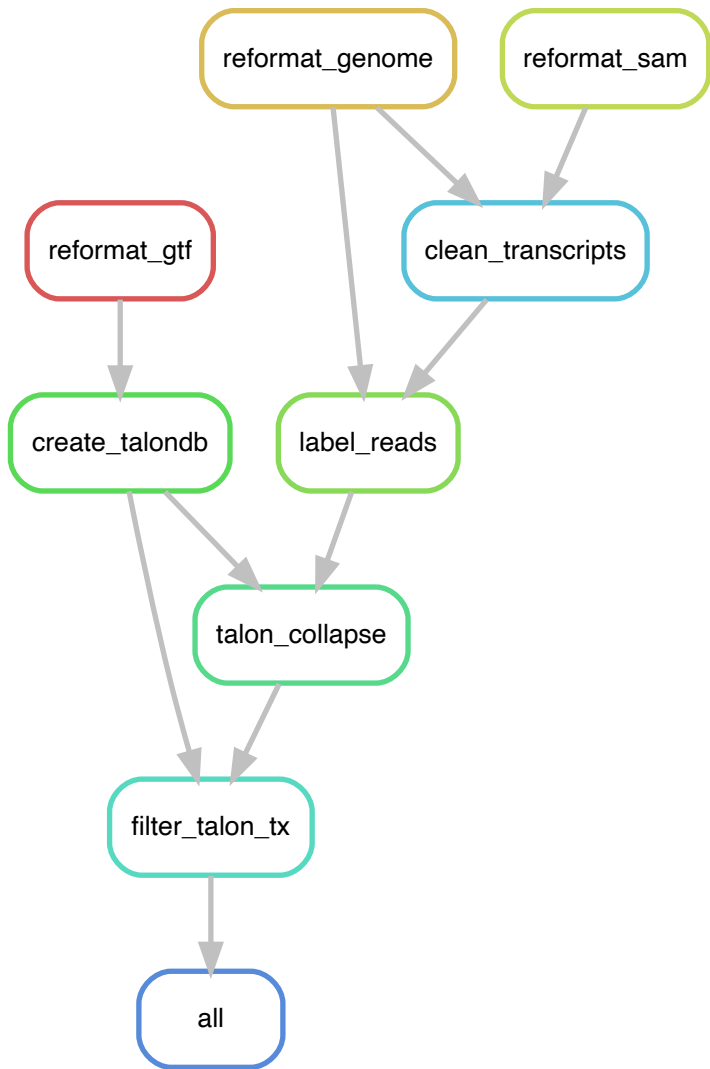 reformat_genome
reformat_sam
reformat_gtf
clean_transcripts
create_talondb
label_reads
talon_collapse
filter_talon_tx
all